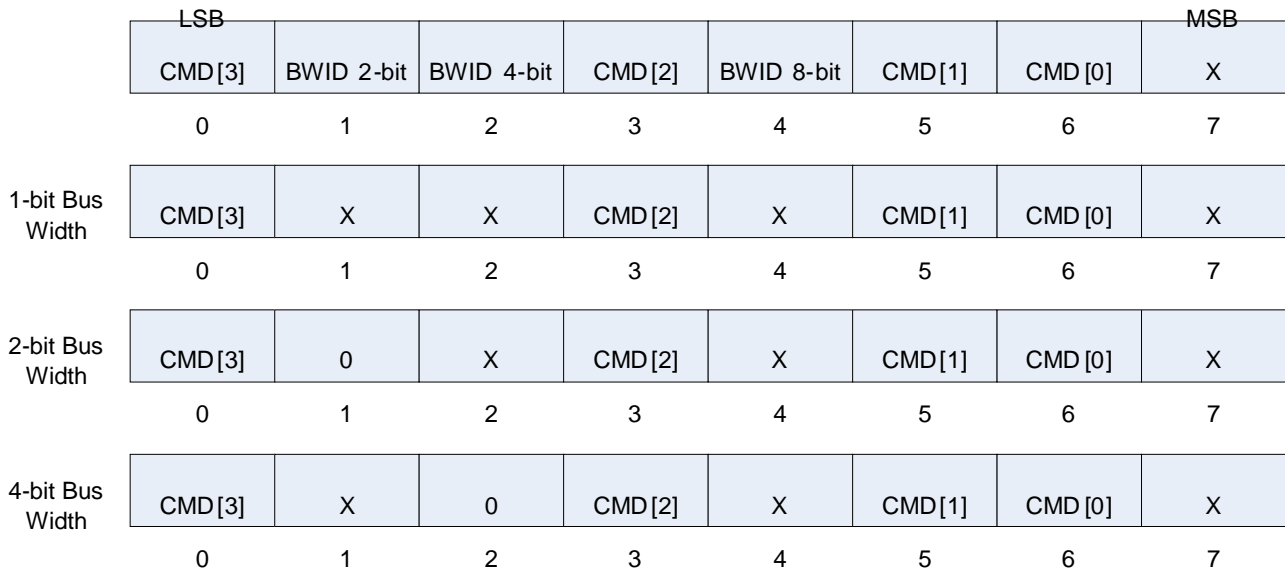 LSB MSB
CMD[3] BWID 2-bit BWID 4-bit CMD[2] BWID 8-bit CMD[1] CMD[0] X
0 1 2 3 4 5 6 7
1-bit Bus
Width
CMD[3] X X CMD[2] X CMD[1] CMD[0] X
0 1 2 3 4 5 6 7
2-bit Bus
Width
CMD[3] 0 X CMD[2] X CMD[1] CMD[0] X
0 1 2 3 4 5 6 7
4-bit Bus
Width
CMD[3] X 0 CMD[2] X CMD[1] CMD[0] X
0 1 2 3 4 5 6 7